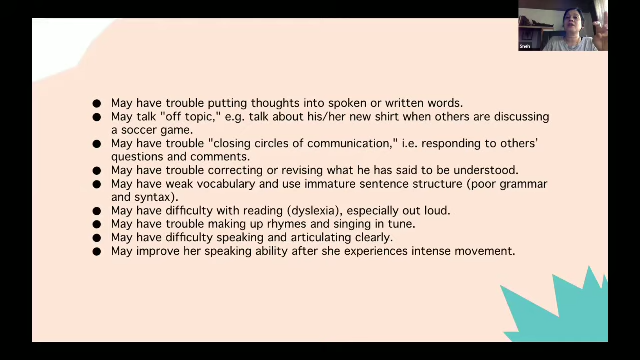 ● May have trouble putting thoughts into spoken or written words.
● May talk "off topic," e.g. talk about his/her new shirt when others are discussing
a soccer game.
● May have trouble "closing circles of communication," i.e. responding to others'
questions and comments.
● May have trouble correcting or revising what he has said to be understood.
● May have weak vocabulary and use immature sentence structure (poor grammar
and syntax).
● May have difficulty with reading (dyslexia), especially out loud.
● May have trouble making up rhymes and singing in tune.
● May have difficulty speaking and articulating clearly.
● May improve her speaking ability after she experiences intense movement.